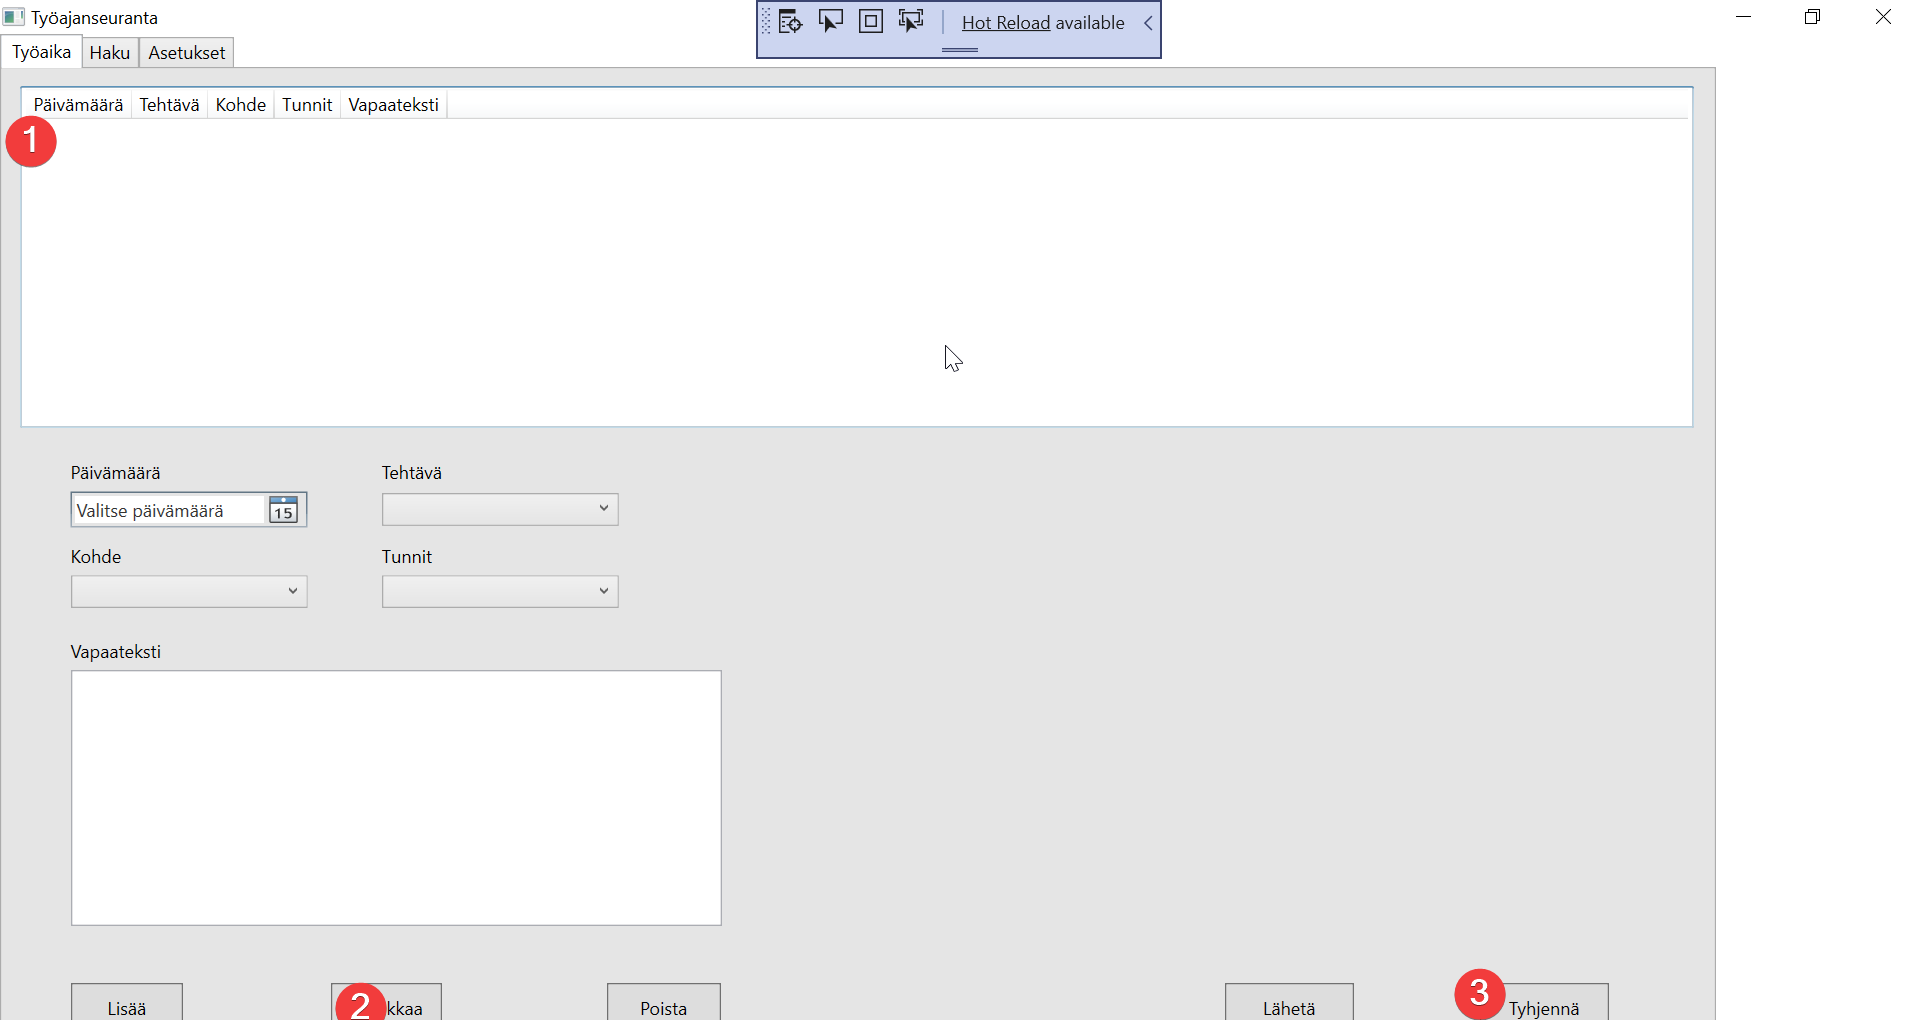 Työajanseuranta
Hot Reload available
Työaika Haku Asetukset
Päivämäärä Tehtävä Kohde Tunnit Vapaateksti
1
Päivämäärä Tehtävä
Valitse päivämäärä 15
Kohde Tunnit
Vapaateksti
Lisää 2 kkaa Poista Lähetä 3 Tyhjennä